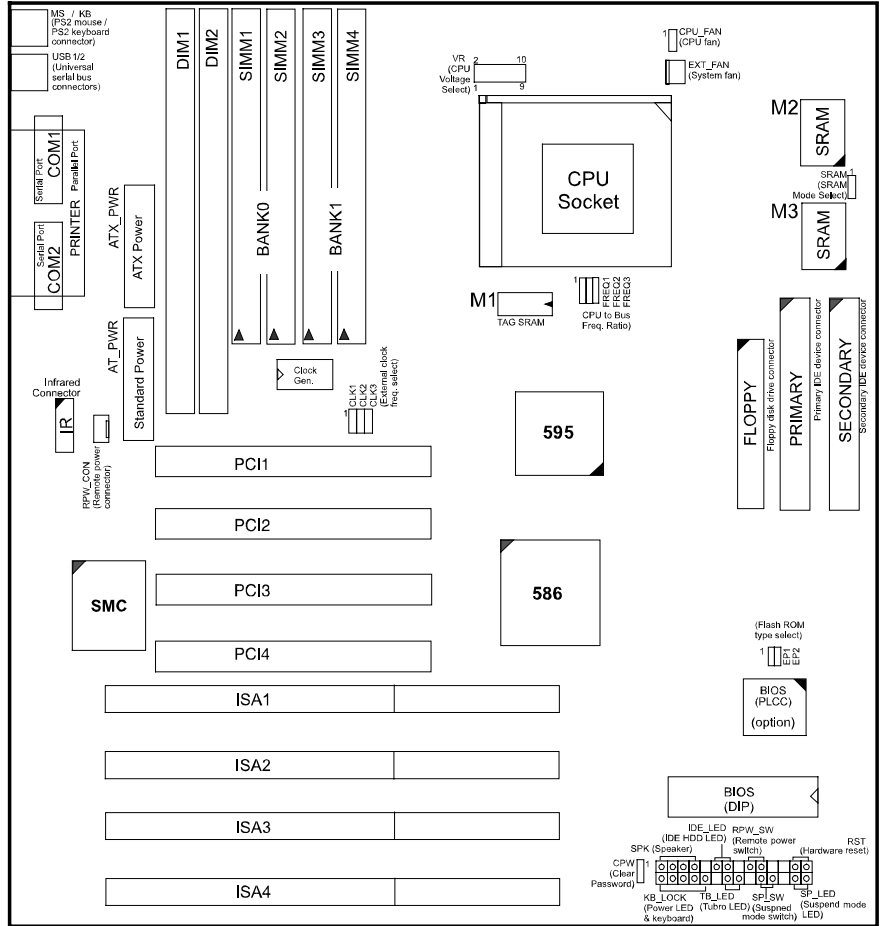 MS / KB
(PS2 mouse /
PS2 keyboard
connector)
USB 1/2
(Universal
serial bus
connectors)
Serial Port
COM1
Parallel Port
PRINTER
Serial Port
COM2
ATX_PWR
ATX Power
AT_PWR
Standard Power
Infrared
Connector
IR
RPW_CON
(Remote power
connector)
DIM1
DIM2
SIMM1
SIMM2
SIMM3
SIMM4
BANK0
BANK1
Clock
Gen.
1
CLK1
CLK2
CLK3
(External clock
freq. select)
VR
(CPU
Voltage
Select)
2
10
1
9
1
CPU_FAN
(CPU fan)
EXT_FAN
(System fan)
CPU
Socket
M1
TAG SRAM
1
FREQ1
FREQ2
FREQ3
CPU to Bus
Freq. Ratio)
M2
SRAM
SRAM
(SRAM
Mode Select)
1
M3
SRAM
FLOPPY
Floppy disk drive connector
PRIMARY
Primary IDE device connector
SECONDARY
Secondary IDE device connector
595
586
SMC
PCI1
PCI2
PCI3
PCI4
ISA1
ISA2
ISA3
ISA4
(Flash ROM
type select)
1
EP1
EP2
BIOS
(PLCC)
(option)
BIOS
(DIP)
IDE_LED
(IDE HDD LED)
RPW_SW
(Remote power
switch)
RST
(Hardware reset)
SPK (Speaker)
CPW
(Clear
Password)
1
KB_LOCK
(Power LED
& keyboard)
TB_LED
(Tubro LED)
SP_SW
(Suspned
mode switch)
SP_LED
(Suspend mode
LED)